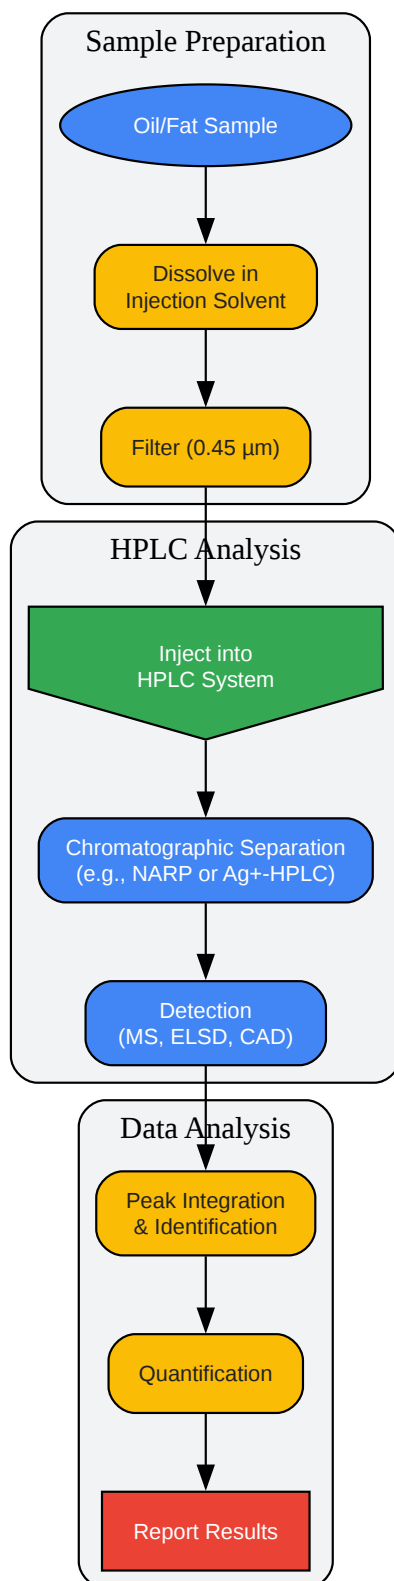 Sample Preparation
Oil/Fat Sample
Dissolve in
Injection Solvent
Filter (0.45 µm)
HPLC Analysis
Inject into
HPLC System
Chromatographic Separation
(e.g., NARP or Ag+-HPLC)
Detection
(MS, ELSD, CAD)
Data Analysis
Peak Integration
& Identification
Quantification
Report Results